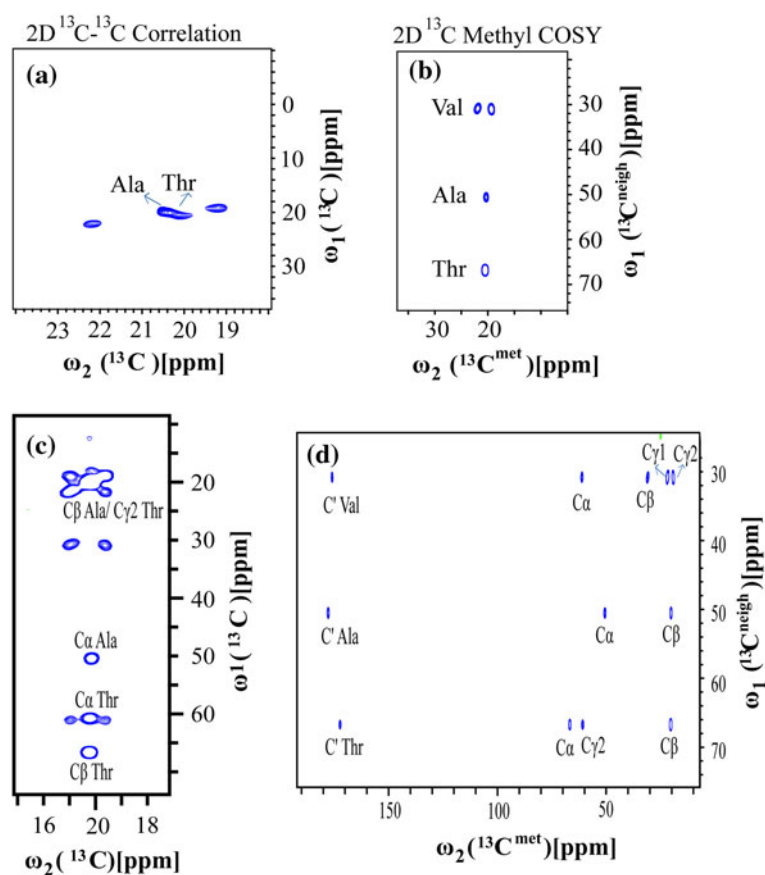 2D ¹³C-¹³C Correlation
2D ¹³C Methyl COSY
(a)
Ala Thr
0
10
20
30
ω₁(¹³C)[ppm]
23 22 21 20 19
ω₂ (¹³C)[ppm]
(b)
Val
Ala
Thr
30
40
50
60
70
ω₁ (¹³Cⁿᵉⁱᵍʰ)[ppm]
30 20
ω₂ (¹³Cᵐᵉᵗ)[ppm]
(c)
Cβ Ala/ Cγ2 Thr
Cα Ala
Cα Thr
Cβ Thr
20
30
40
50
60
ω¹(¹³C)[ppm]
16 20 18
ω₂(¹³C)[ppm]
(d)
Cγ1 Cγ2
C' Val Cα Cβ
C' Ala Cα Cβ
C' Thr Cα Cγ2 Cβ
30
40
50
60
70
ω₁ (¹³Cⁿᵉⁱᵍʰ)[ppm]
150 100 50
ω₂(¹³Cᵐᵉᵗ)[ppm]